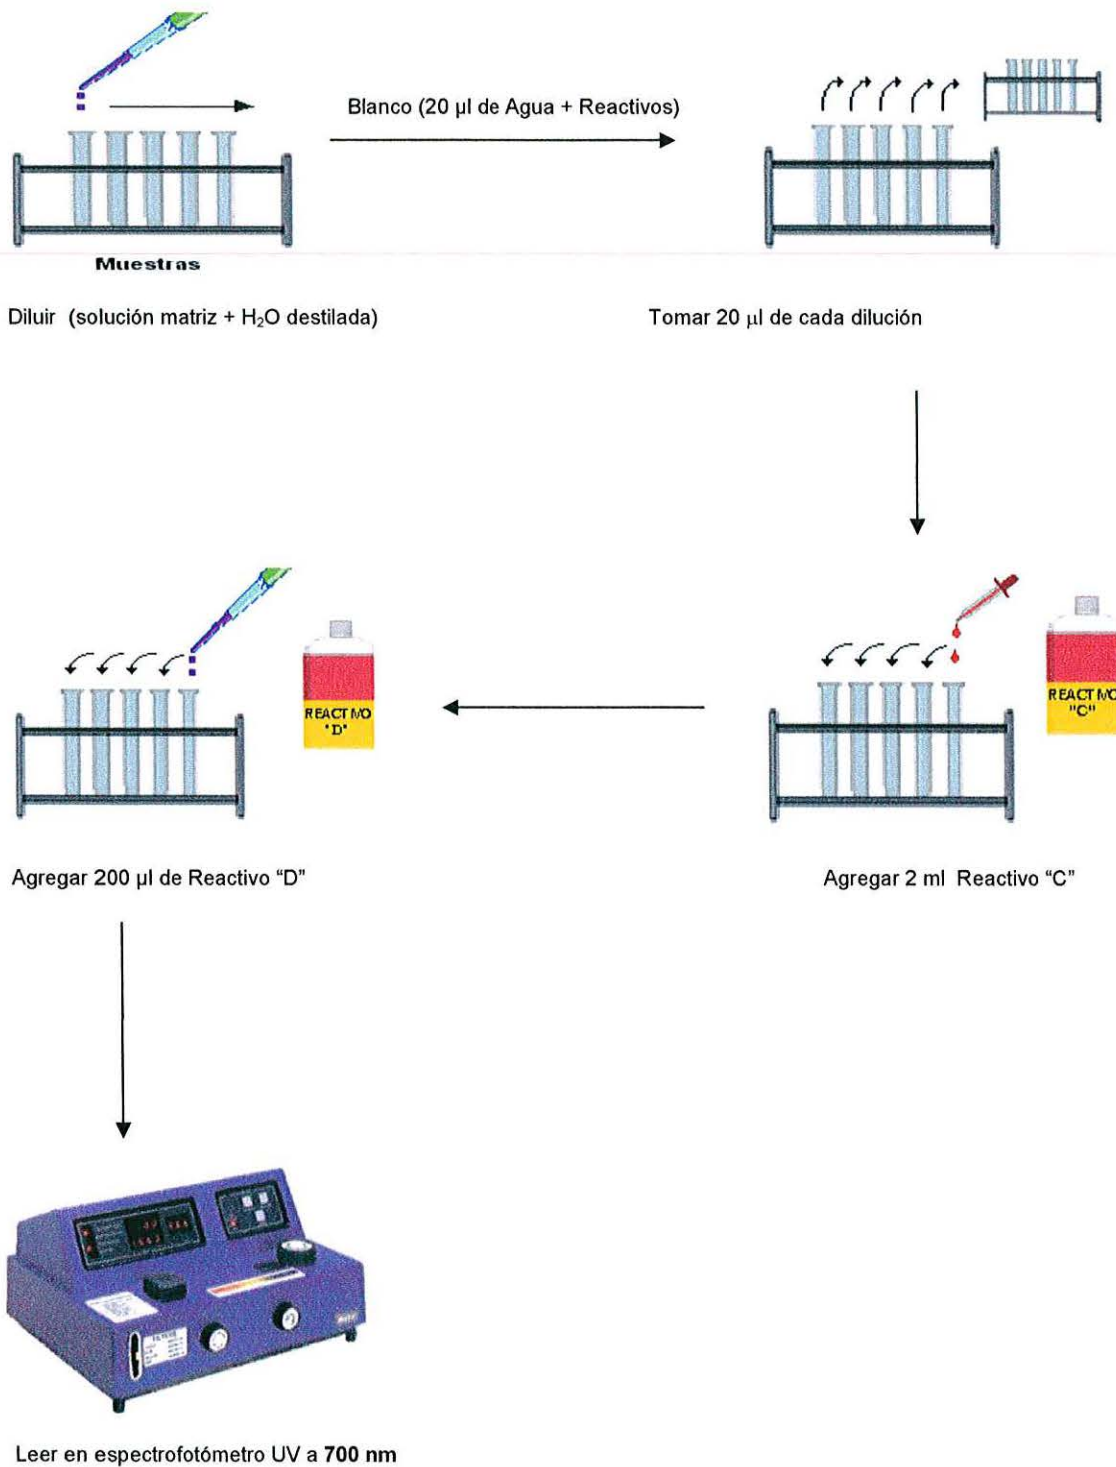 Blanco (20 µl de Agua + Reactivos)
Muestras
Diluir (solución matriz + H₂O destilada)
Tomar 20 µl de cada dilución
REACTIVO
"D"
REACTIVO
"C"
Agregar 200 µl de Reactivo “D”
Agregar 2 ml Reactivo “C”
Leer en espectrofotómetro UV a 700 nm